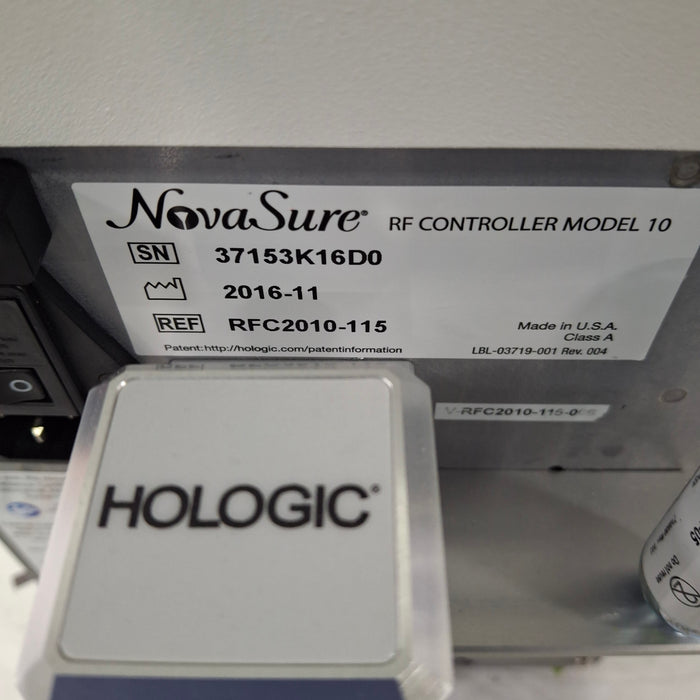 NovaSure® RF CONTROLLER MODEL 10
SN 37153K16D0
2016-11
REF RFC2010-115
Made in U.S.A.
Class A
Patent:http://hologic.com/patentinformation
LBL-03719-001 Rev. 004
HOLOGIC®